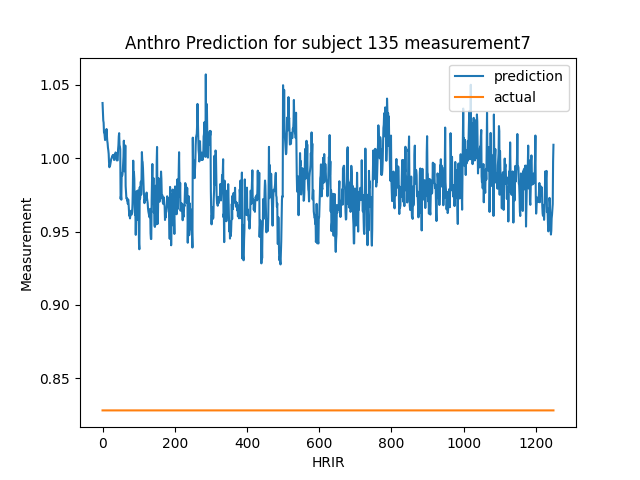 Anthro Prediction for subject 135 measurement7
prediction
actual
1.05
1.00
0.95
0.90
0.85
Measurement
0
200
400
600
800
1000
1200
HRIR